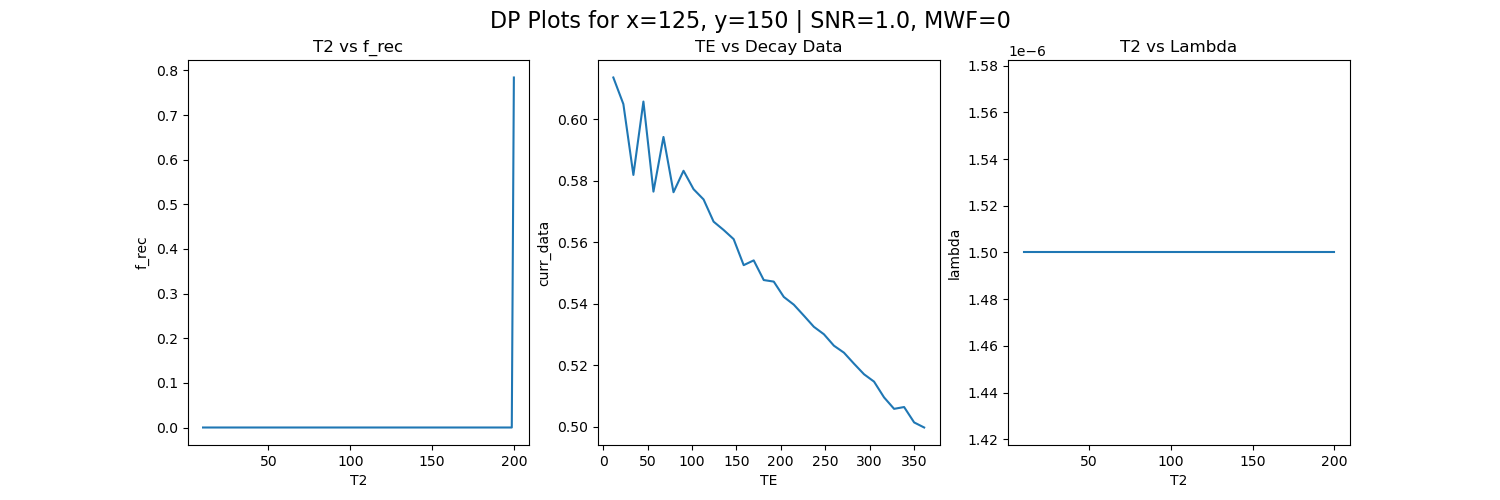 DP Plots for x=125, y=150 | SNR=1.0, MWF=0
T2 vs f_rec
0.8
0.7
0.6
0.5
0.4
0.3
0.2
0.1
0.0
f_rec
50 100 150 200
T2
TE vs Decay Data
0.60
0.58
0.56
0.54
0.52
0.50
curr_data
0 50 100 150 200 250 300 350
TE
T2 vs Lambda
1e−6
1.58
1.56
1.54
1.52
1.50
1.48
1.46
1.44
1.42
lambda
50 100 150 200
T2